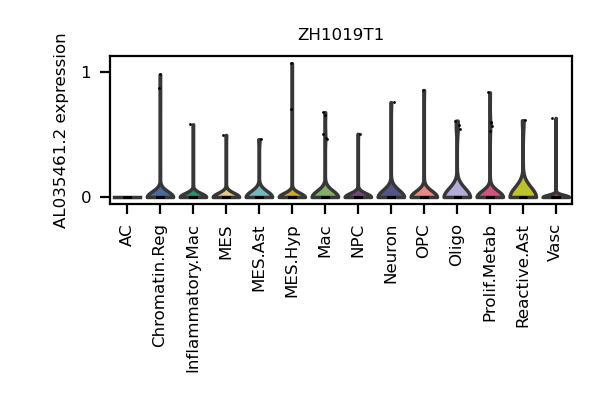 ZH1019T1
AL035461.2 expression
1
0
AC
Chromatin.Reg
Inflammatory.Mac
MES
MES.Ast
MES.Hyp
Mac
NPC
Neuron
OPC
Oligo
Prolif.Metab
Reactive.Ast
Vasc